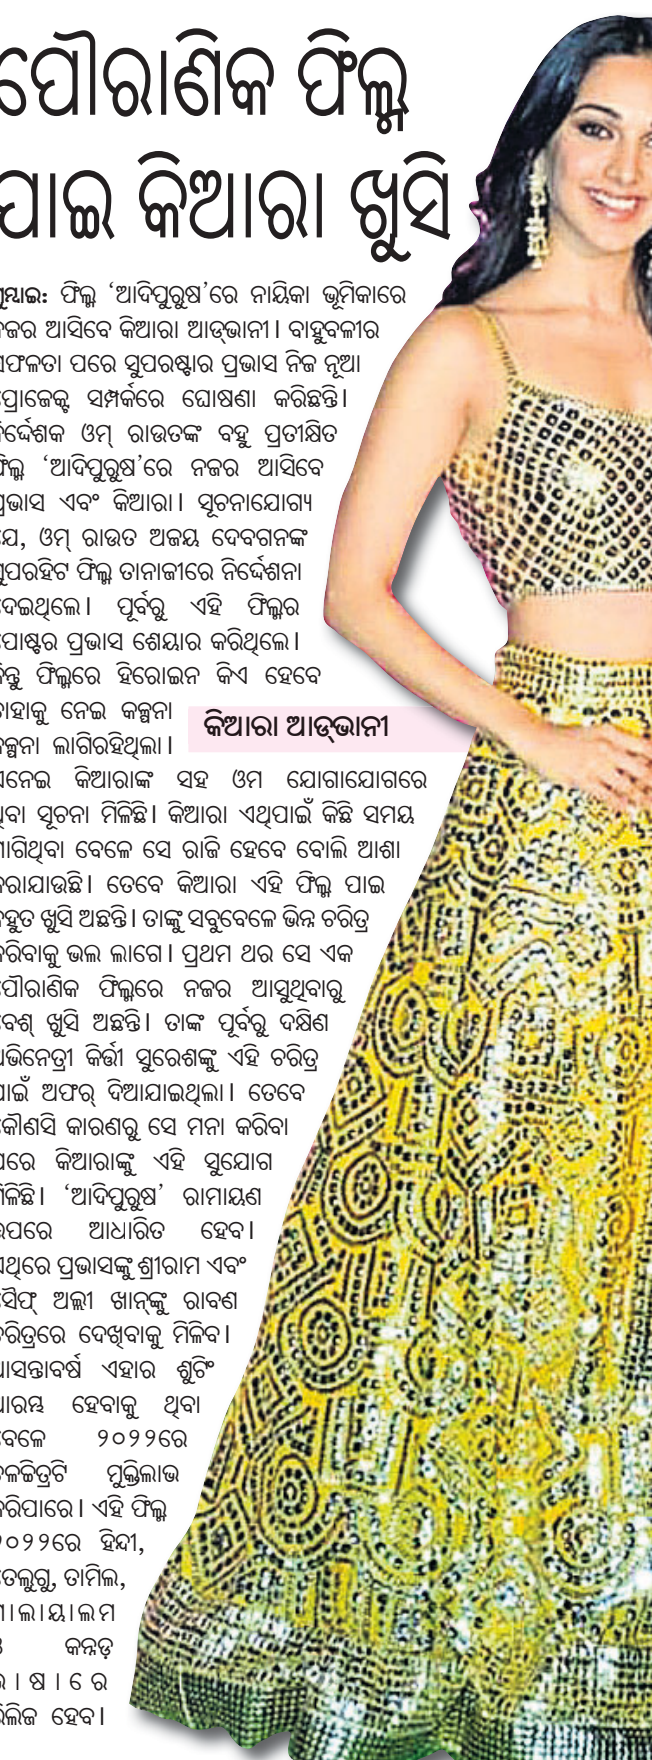 ପୌରାଣିକ ଫିଲ୍ମ
ପାଇ କିଆରା ଖୁସି
ମୁମ୍ବାଇ: ଫିଲ୍ମ ‘ଆଦିପୁରୁଷ’ରେ ନାୟିକା ଭୂମିକାରେ
ନଜର ଆସିବେ କିଆରା ଆଡ୍‌ଭାନୀ। ବାହୁବଳୀର
ସଫଳତା ପରେ ସୁପରଷ୍ଟାର ପ୍ରଭାସ ନିଜ ନୂଆ
ପ୍ରୋଜେକ୍ଟ ସମ୍ପର୍କରେ ଘୋଷଣା କରିଛନ୍ତି।
ନିର୍ଦ୍ଦେଶକ ଓମ୍ ରାଉତଙ୍କ ବହୁ ପ୍ରତୀକ୍ଷିତ
ଫିଲ୍ମ ‘ଆଦିପୁରୁଷ’ରେ ନଜର ଆସିବେ
ପ୍ରଭାସ ଏବଂ କିଆରା। ସୂଚନାଯୋଗ୍ୟ
ଯେ, ଓମ୍ ରାଉତ ଅଜୟ ଦେବଗନଙ୍କ
ସୁପରହିଟ ଫିଲ୍ମ ତାନାଜୀରେ ନିର୍ଦ୍ଦେଶନା
ଦେଇଥିଲେ। ପୂର୍ବରୁ ଏହି ଫିଲ୍ମର
ପୋଷ୍ଟର ପ୍ରଭାସ ଶେୟାର କରିଥିଲେ।
କିନ୍ତୁ ଫିଲ୍ମରେ ହିରୋଇନ କିଏ ହେବେ
ତାହାକୁ ନେଇ କଳ୍ପନା
ଜଳ୍ପନା ଲାଗିରହିଥିଲା।
କିଆରା ଆଡ୍‌ଭାନୀ
ଏନେଇ କିଆରାଙ୍କ ସହ ଓମ ଯୋଗାଯୋଗରେ
ଥିବା ସୂଚନା ମିଳିଛି। କିଆରା ଏଥିପାଇଁ କିଛି ସମୟ
ମାଗିଥିବା ବେଳେ ସେ ରାଜି ହେବେ ବୋଲି ଆଶା
କରାଯାଉଛି। ତେବେ କିଆରା ଏହି ଫିଲ୍ମ ପାଇ
ବହୁତ ଖୁସି ଅଛନ୍ତି। ତାଙ୍କୁ ସବୁବେଳେ ଭିନ୍ନ ଚରିତ୍ର
କରିବାକୁ ଭଲ ଲାଗେ। ପ୍ରଥମ ଥର ସେ ଏକ
ପୌରାଣିକ ଫିଲ୍ମରେ ନଜର ଆସୁଥିବାରୁ
ବେଶ୍ ଖୁସି ଅଛନ୍ତି। ତାଙ୍କ ପୂର୍ବରୁ ଦକ୍ଷିଣ
ଅଭିନେତ୍ରୀ କିର୍ତ୍ତୀ ସୁରେଶଙ୍କୁ ଏହି ଚରିତ୍ର
ପାଇଁ ଅଫର୍ ଦିଆଯାଇଥିଲା। ତେବେ
କୌଣସି କାରଣରୁ ସେ ମନା କରିବା
ପରେ କିଆରାଙ୍କୁ ଏହି ସୁଯୋଗ
ମିଳିଛି। ‘ଆଦିପୁରୁଷ’ ରାମାୟଣ
ଉପରେ ଆଧାରିତ ହେବ।
ଏଥିରେ ପ୍ରଭାସଙ୍କୁ ଶ୍ରୀରାମ ଏବଂ
ସୈଫ୍ ଅଲ୍ଲୀ ଖାନ୍‌ଙ୍କୁ ରାବଣ
ଚରିତ୍ରରେ ଦେଖିବାକୁ ମିଳିବ।
ଆସନ୍ତାବର୍ଷ ଏହାର ଶୁଟିଂ
ଆରମ୍ଭ ହେବାକୁ ଥିବା
ବେଳେ ୨୦୨୨ରେ
ଚଳଚ୍ଚିତ୍ରଟି ମୁକ୍ତିଲାଭ
କରିପାରେ। ଏହି ଫିଲ୍ମ
୨୦୨୨ରେ ହିନ୍ଦୀ,
ତେଲୁଗୁ, ତାମିଲ,
ମାଲାୟାଲମ
ଓ କନ୍ନଡ଼
ଭାଷାରେ
ରିଲିଜ ହେବ।